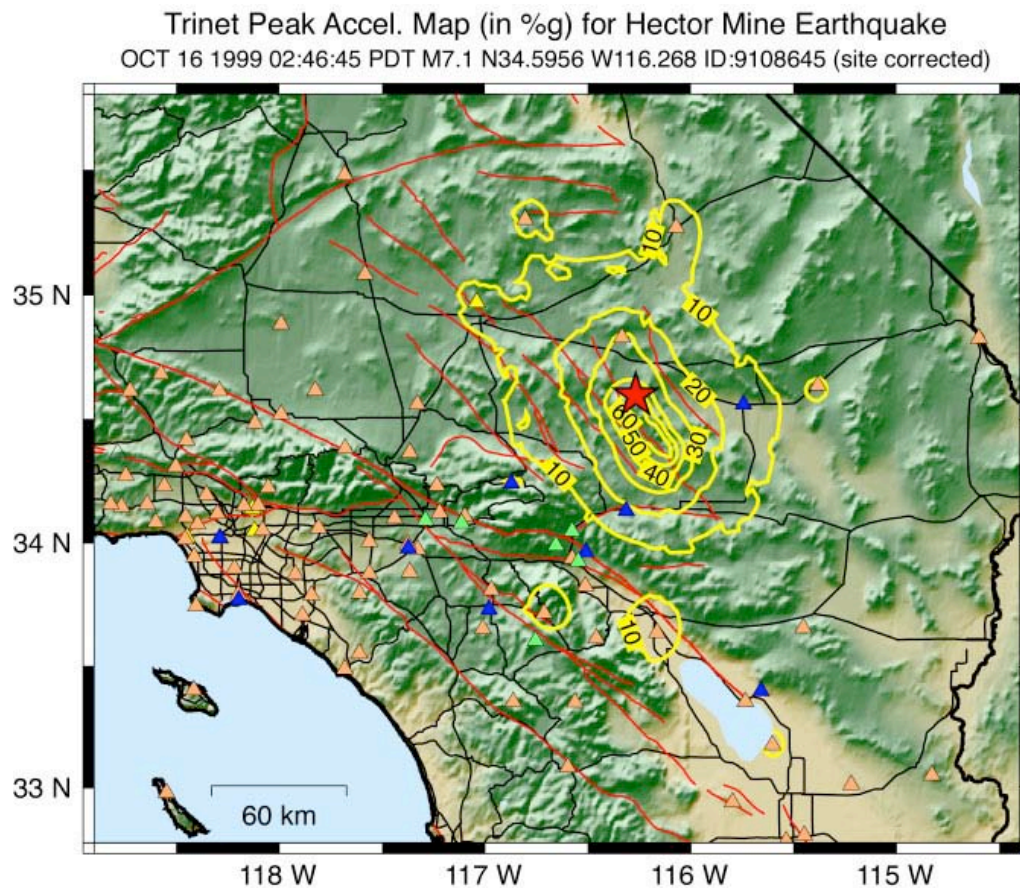 Trinet Peak Accel. Map (in %g) for Hector Mine Earthquake
OCT 16 1999 02:46:45 PDT M7.1 N34.5956 W116.268 ID:9108645 (site corrected)
10
35 N
10
20
60
50
30
40
10
34 N
10
33 N
60 km
118 W
117 W
116 W
115 W